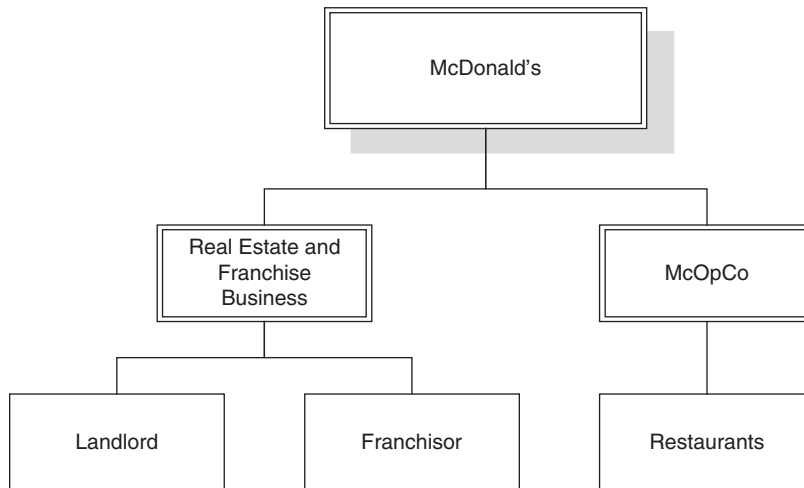 McDonald's
Real Estate and
Franchise
Business
McOpCo
Landlord
Franchisor
Restaurants